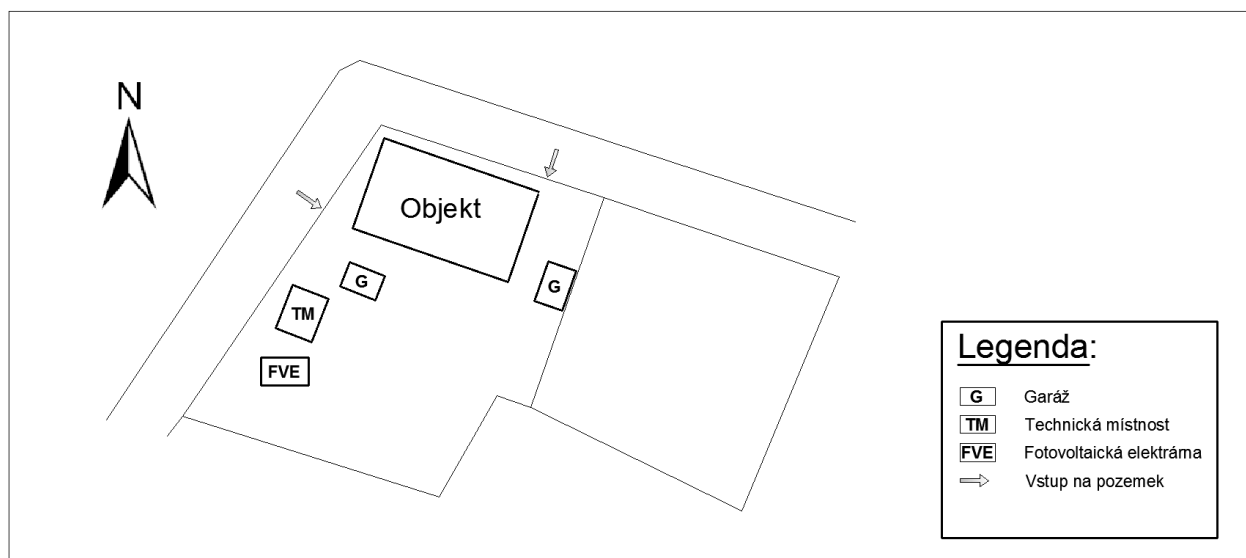 N
Objekt
G
G
TM
FVE
Legenda:
G Garáž
TM Technická místnost
FVE Fotovoltaická elektrárna
Vstup na pozemek